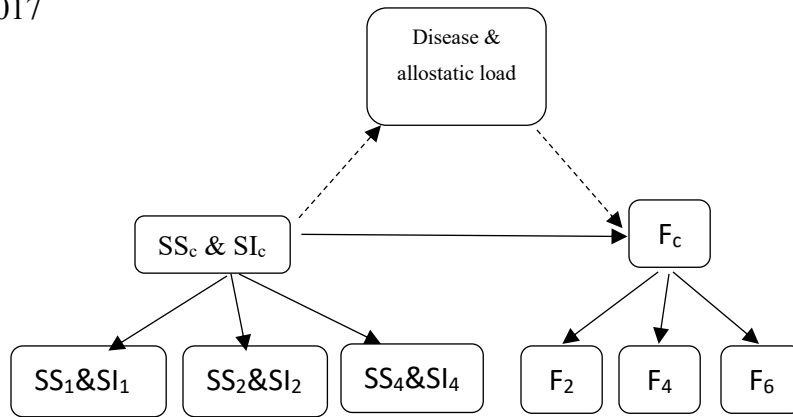 Disease &
allostatic load
SSc & SIc
Fc
SS1&SI1
SS2&SI2
SS4&SI4
F2
F4
F6